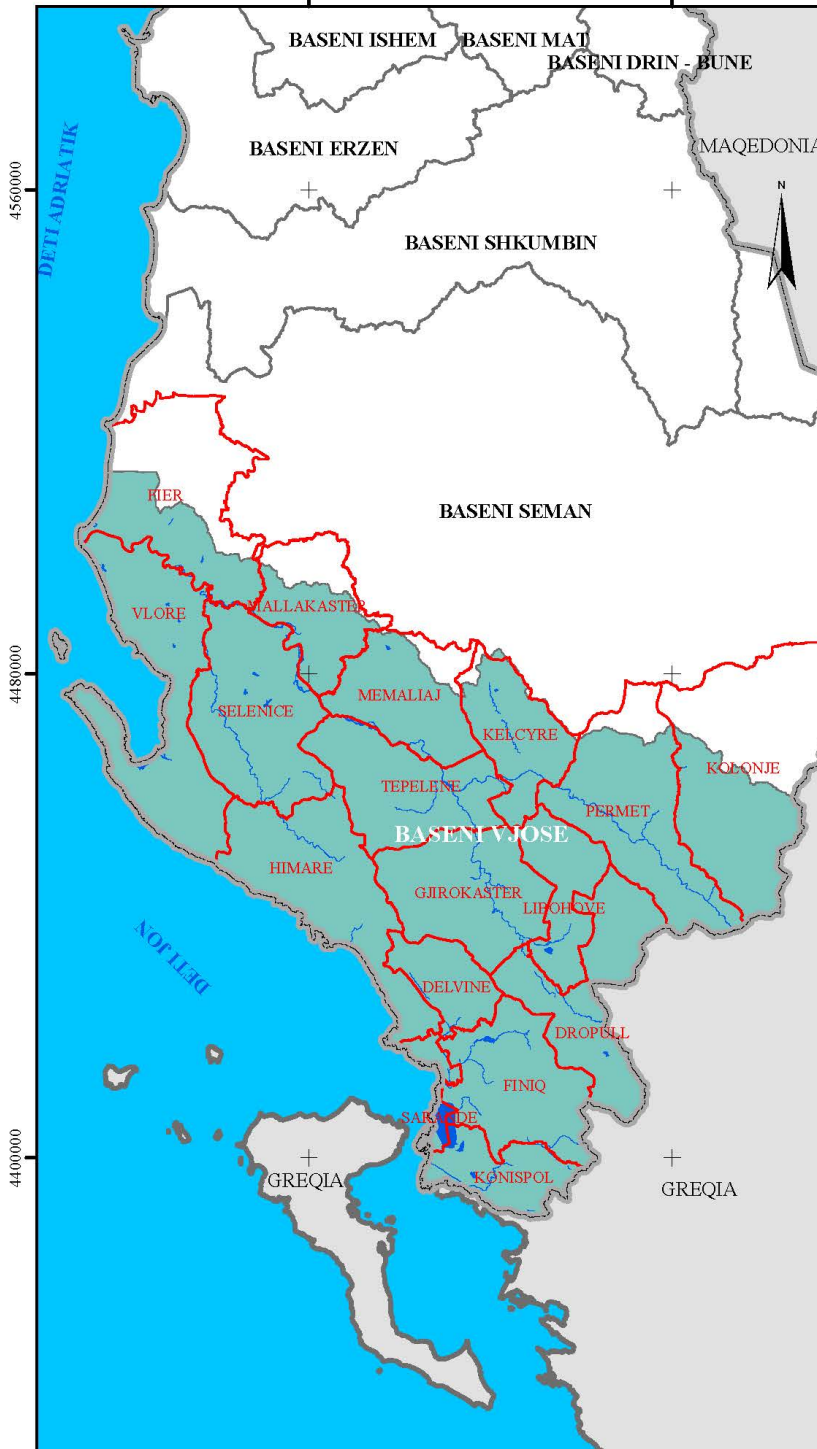 BASENI ISHEM
BASENI MAT
BASENI DRIN - BUNE
BASENI ERZEN
MAQEDONIA
4560000
DETI ADRIATIK
N
BASENI SHKUMBIN
FIER
BASENI SEMAN
VLORE
MALLAKASTER
4480000
MEMALIAJ
SELENICE
KELCYRE
KOLONJE
TEPELENE
PERMET
BASENI VJOSE
HIMARE
GJIROKASTER
LIBOHOVE
DETI JON
DELVINE
DROPULL
FINIQ
SARANDE
4400000
GREQIA
KONISPOL
GREQIA